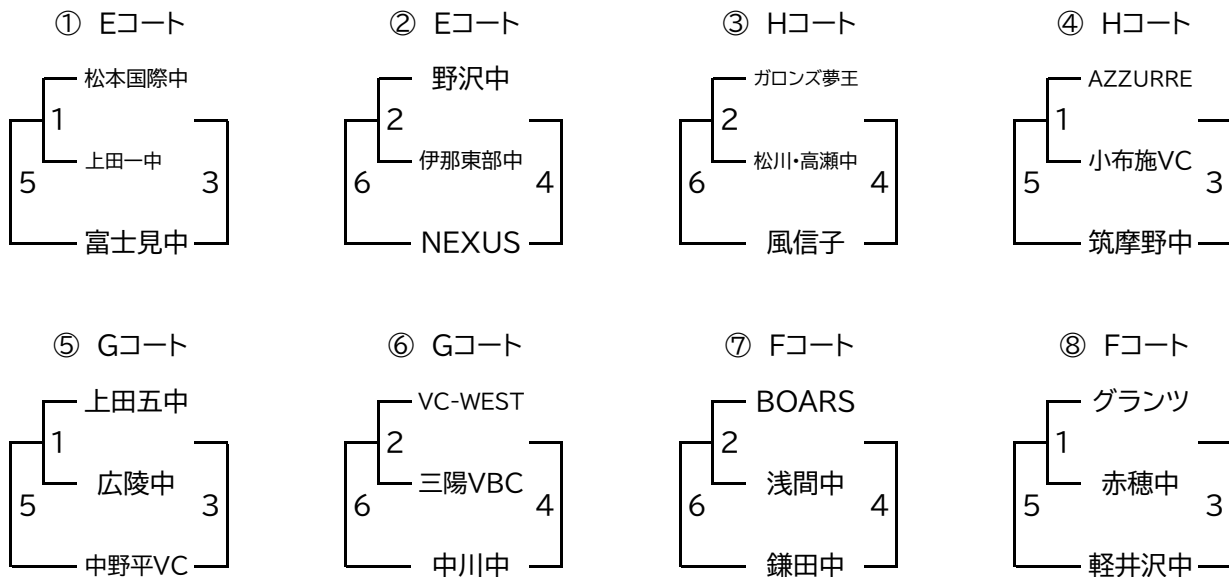 ① Eコート
松本国際中
1
上田一中
5
3
富士見中
② Eコート
野沢中
2
伊那東部中
6
4
NEXUS
③ Hコート
ガロンズ夢王
2
松川・高瀬中
6
4
風信子
④ Hコート
AZZURRE
1
小布施VC
5
3
筑摩野中
⑤ Gコート
上田五中
1
広陵中
5
3
中野平VC
⑥ Gコート
VC-WEST
2
三陽VBC
6
4
中川中
⑦ Fコート
BOARS
2
浅間中
6
4
鎌田中
⑧ Fコート
グランツ
1
赤穂中
5
3
軽井沢中